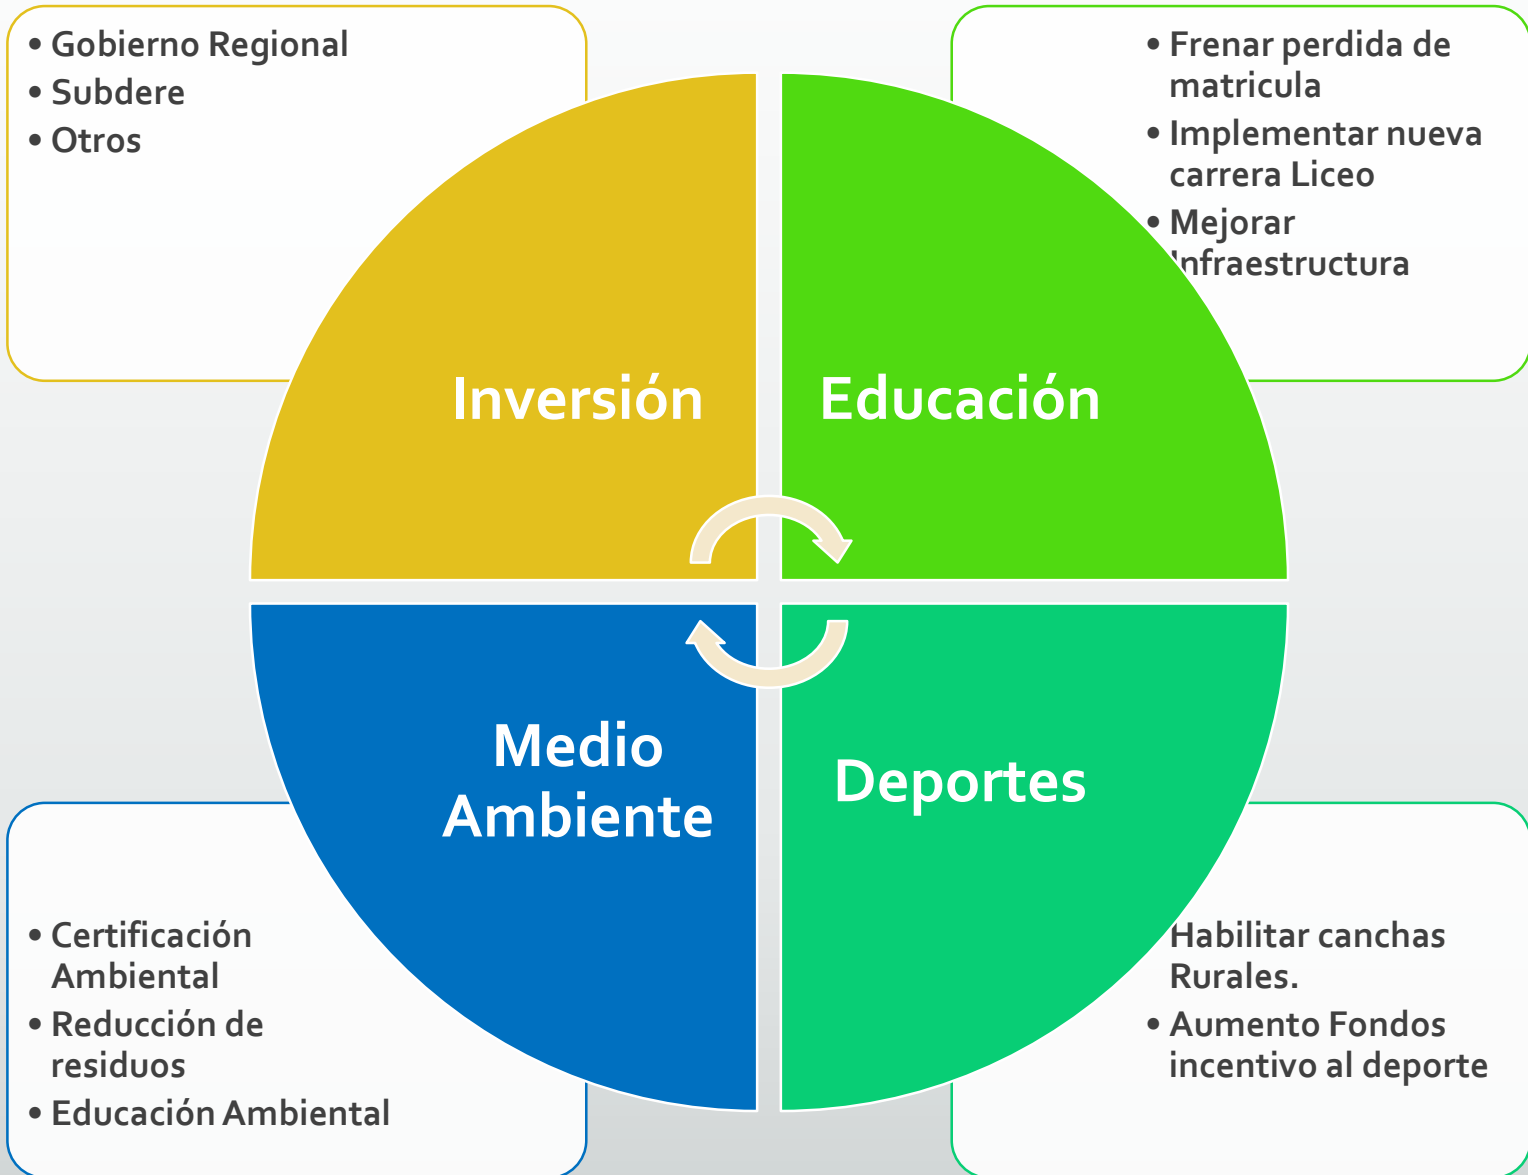 • Gobierno Regional
• Subdere
• Otros
• Frenar perdida de
matricula
• Implementar nueva
carrera Liceo
• Mejorar
Infraestructura
Inversión
Educación
Medio
Ambiente
Deportes
• Certificación
Ambiental
• Reducción de
residuos
• Educación Ambiental
Habilitar canchas
Rurales.
• Aumento Fondos
incentivo al deporte